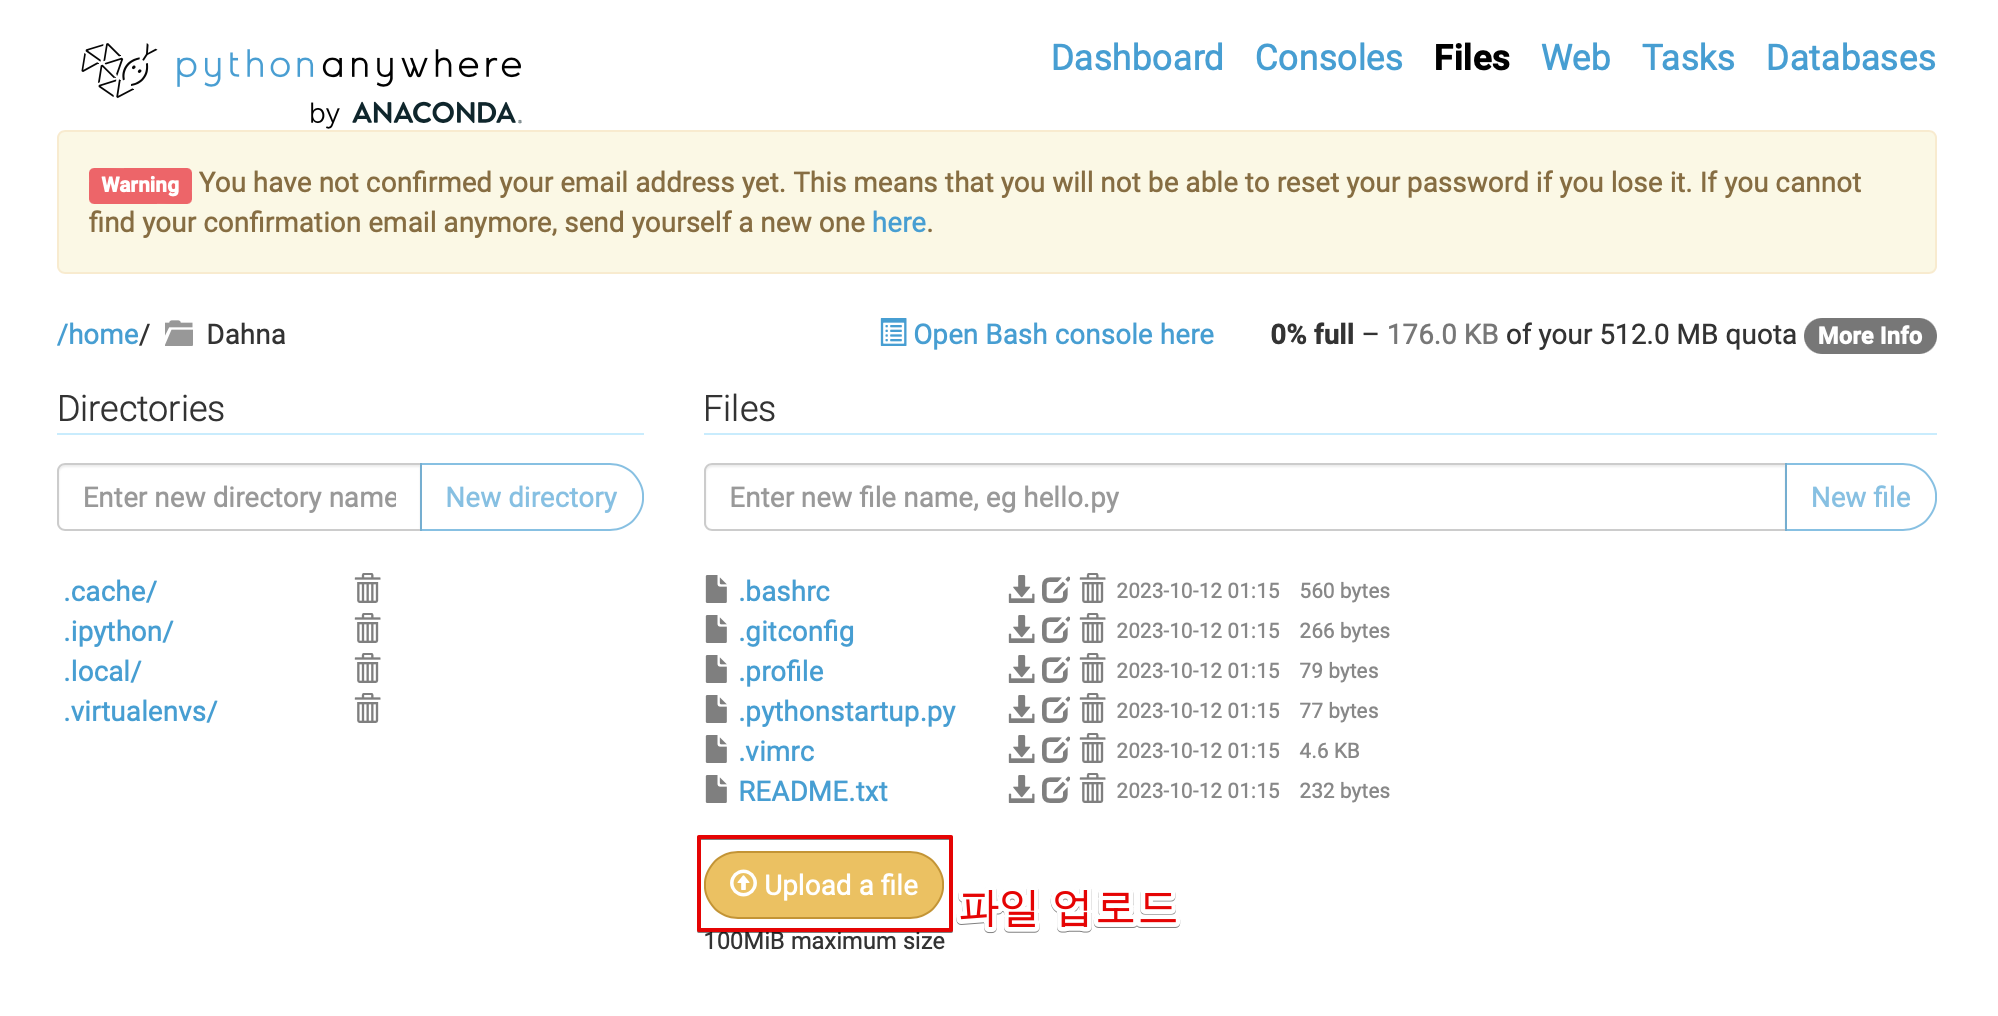 pythonanywhere
by ANACONDA.
Dashboard Consoles Files Web Tasks Databases
Warning You have not confirmed your email address yet. This means that you will not be able to reset your password if you lose it. If you cannot
find your confirmation email anymore, send yourself a new one here.
/home/ Dahna
Open Bash console here
0% full – 176.0 KB of your 512.0 MB quota More Info
Directories
Enter new directory name New directory
.cache/
.ipython/
.local/
.virtualenvs/
Files
Enter new file name, eg hello.py New file
.bashrc 2023-10-12 01:15 560 bytes
.gitconfig 2023-10-12 01:15 266 bytes
.profile 2023-10-12 01:15 79 bytes
.pythonstartup.py 2023-10-12 01:15 77 bytes
.vimrc 2023-10-12 01:15 4.6 KB
README.txt 2023-10-12 01:15 232 bytes
Upload a file
파일 업로드
100MiB maximum size